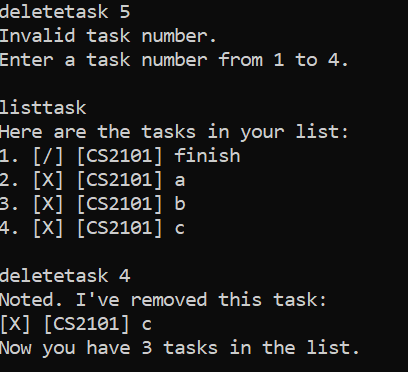 deletetask 5
Invalid task number.
Enter a task number from 1 to 4.
listtask
Here are the tasks in your list:
1. [/] [CS2101] finish
2. [X] [CS2101] a
3. [X] [CS2101] b
4. [X] [CS2101] c
deletetask 4
Noted. I've removed this task:
[X] [CS2101] c
Now you have 3 tasks in the list.